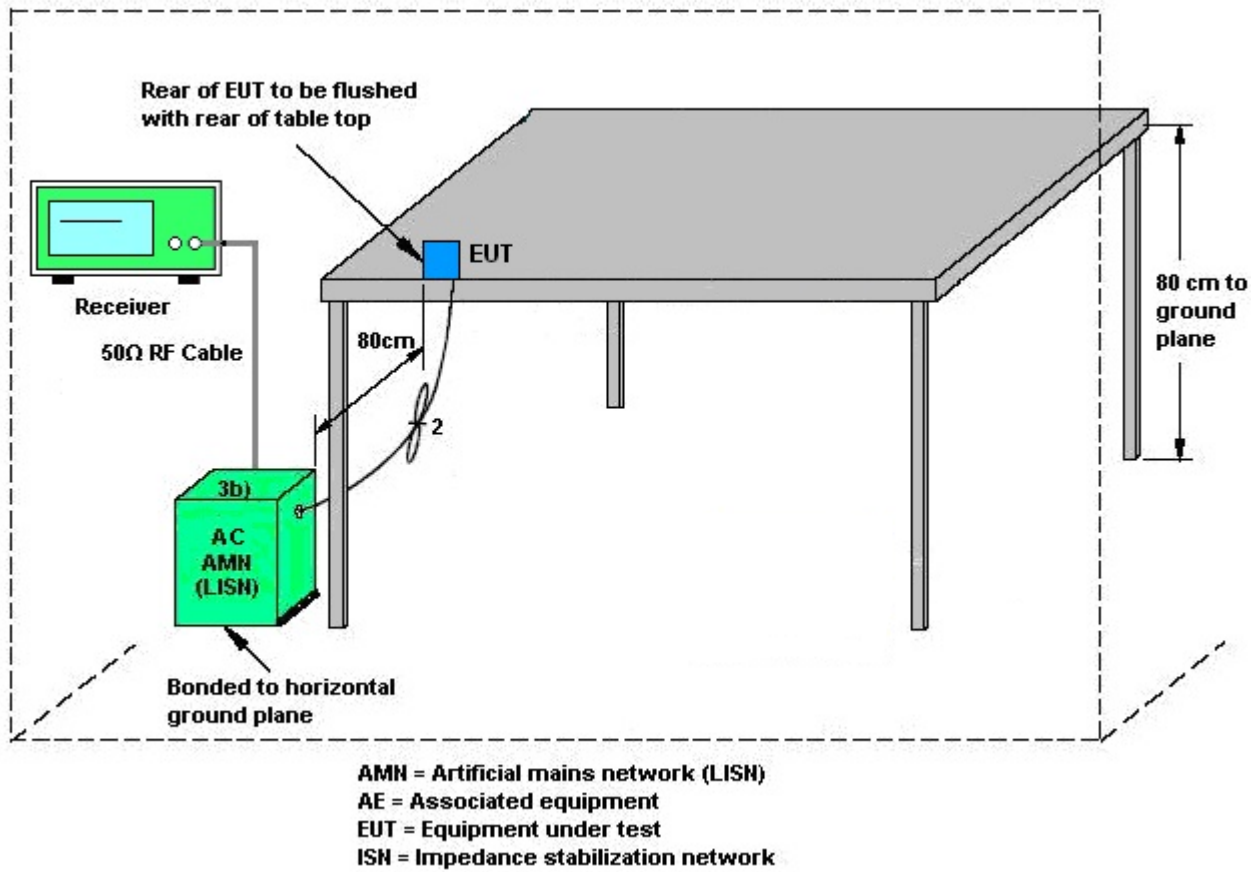 Rear of EUT to be flushed
with rear of table top
EUT
Receiver
50Ω RF Cable
80cm
80 cm to
ground
plane
2
3b)
AC
AMN
(LISN)
Bonded to horizontal
ground plane
AMN = Artificial mains network (LISN)
AE = Associated equipment
EUT = Equipment under test
ISN = Impedance stabilization network